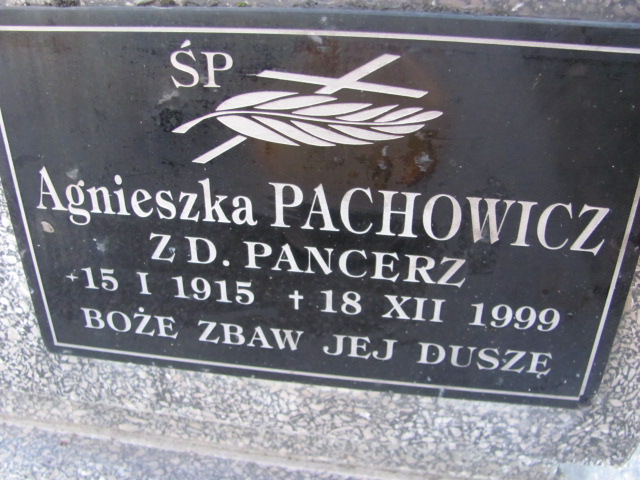 ŚP
Agnieszka PACHOWICZ
Z D. PANCERZ
*15 I 1915 ✝ 18 XII 1999
BOŻE ZBAW JEJ DUSZĘ